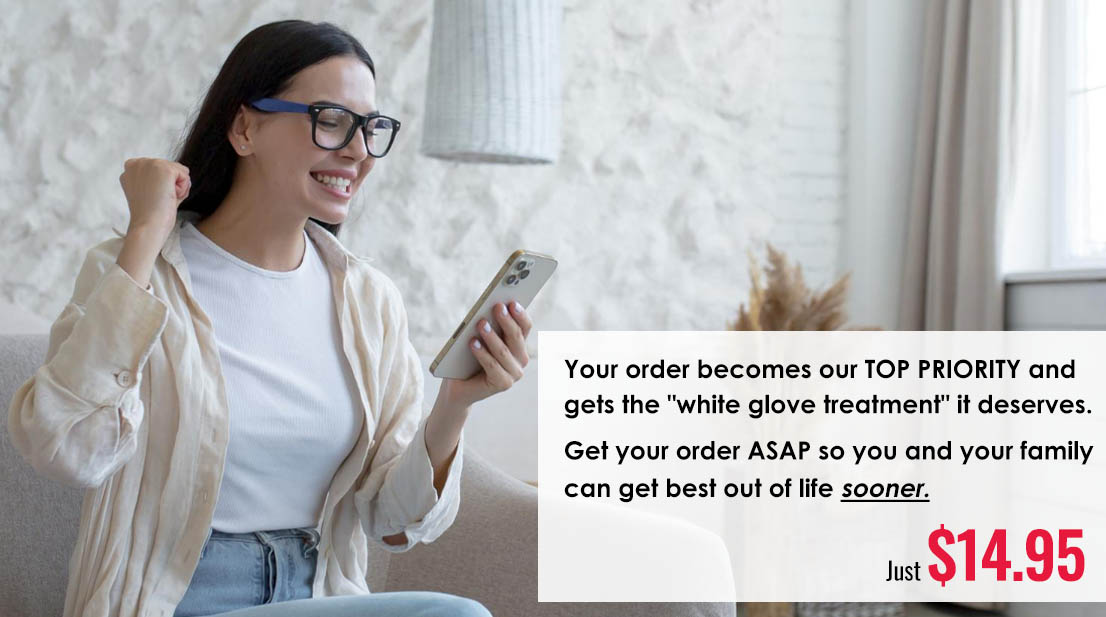 Your order becomes our TOP PRIORITY and
gets the "white glove treatment" it deserves.
Get your order ASAP so you and your family
can get best out of life sooner.
Just $14.95